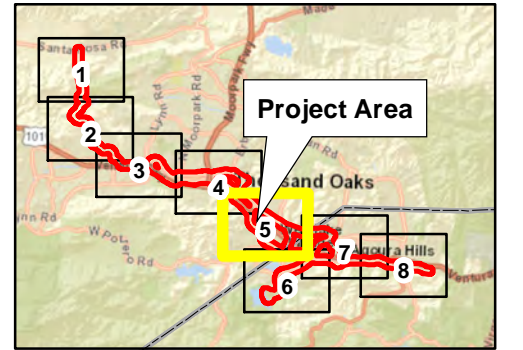 Santa Rosa Rd
1
Moorpark Fwy
Lynn Rd
N Moorpark Rd
Project Area
101
2
3
4
sand Oaks
5
W Potrero Rd
7
Agoura Hills
8
Ventura
6